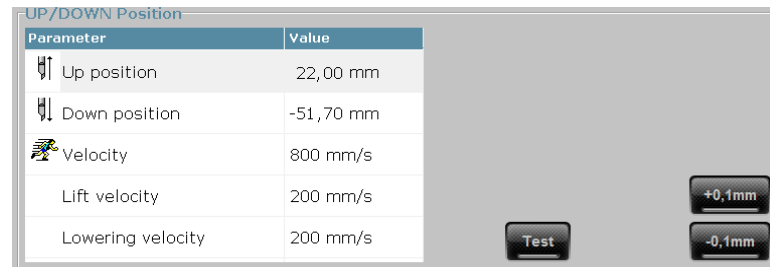 UP/DOWN Position
Parameter Value
Up position 22,00 mm
Down position -51,70 mm
Velocity 800 mm/s
Lift velocity 200 mm/s
+0,1mm
Lowering velocity 200 mm/s
Test -0,1mm